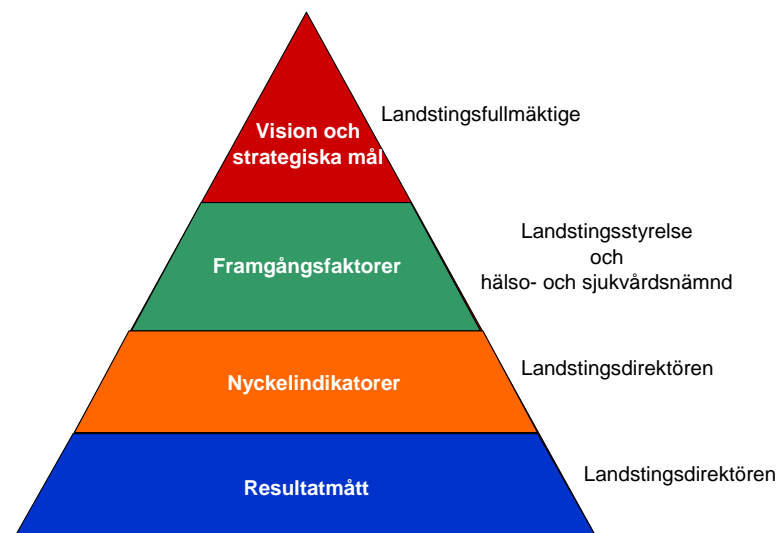 Landstingsfullmäktige
Vision och
strategiska mål
Landstingsstyrelse
och
hälso- och sjukvårdsnämnd
Framgångsfaktorer
Landstingsdirektören
Nyckelindikatorer
Landstingsdirektören
Resultatmått